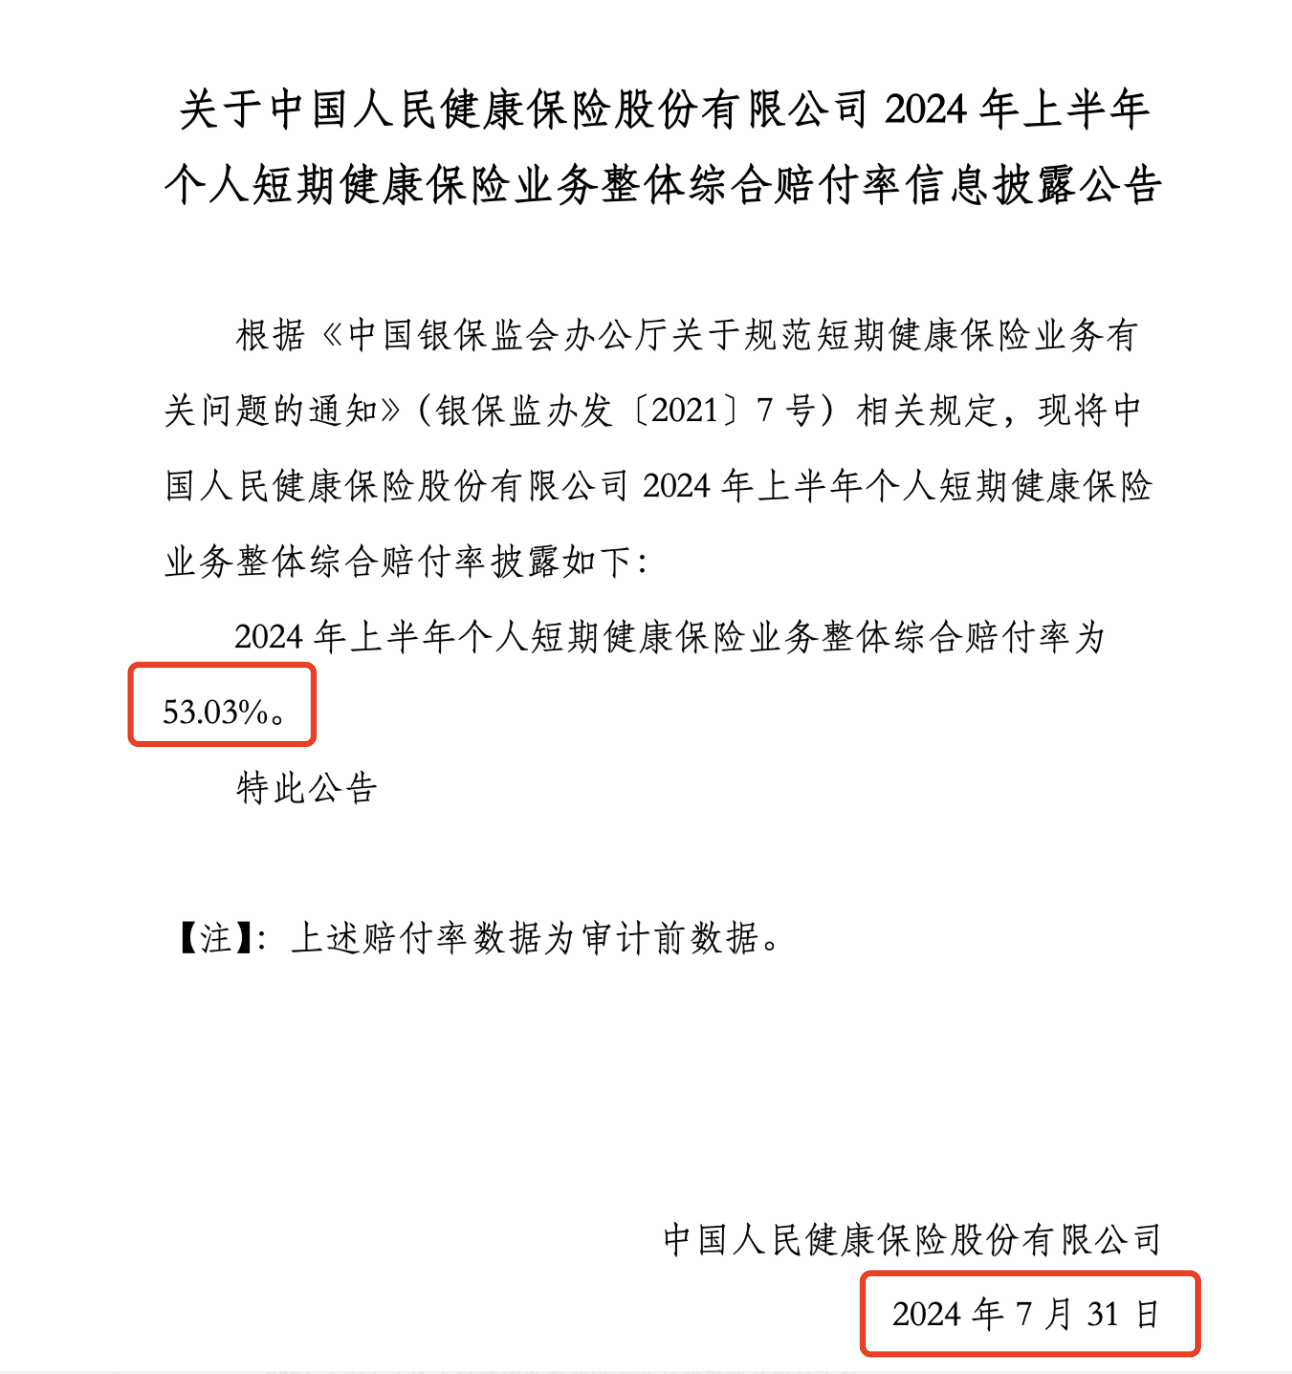 关于中国人民健康保险股份有限公司 2024 年上半年
个人短期健康保险业务整体综合赔付率信息披露公告
根据《中国银保监会办公厅关于规范短期健康保险业务有
关问题的通知》（银保监办发〔2021〕7 号）相关规定，现将中
国人民健康保险股份有限公司 2024 年上半年个人短期健康保险
业务整体综合赔付率披露如下：
2024 年上半年个人短期健康保险业务整体综合赔付率为
53.03%。
特此公告
【注】：上述赔付率数据为审计前数据。
中国人民健康保险股份有限公司
2024 年 7 月 31 日